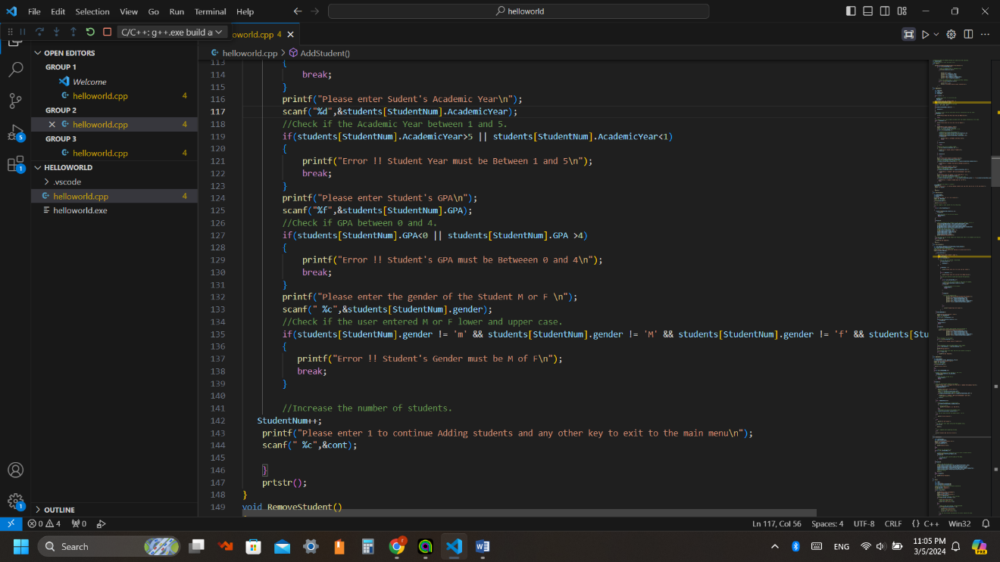 File Edit Selection View Go Run Terminal Help
helloworld
C/C++: g++.exe build a
oworld.cpp 4
OPEN EDITORS
GROUP 1
Welcome
helloworld.cpp 4
GROUP 2
helloworld.cpp 4
GROUP 3
helloworld.cpp 4
HELLOWORLD
.vscode
helloworld.cpp 4
helloworld.exe
OUTLINE
5
1
1
helloworld.cpp > AddStudent()
113 {
114 break;
115 }
116 printf("Please enter Sudent's Academic Year\n");
117 scanf("%d",&students[StudentNum].AcademicYear);
118 //Check if the Academic Year between 1 and 5.
119 if(students[StudentNum].AcademicYear>5 || students[StudentNum].AcademicYear<1)
120 {
121 printf("Error !! Student Year must be Between 1 and 5\n");
122 break;
123 }
124 printf("Please enter Student's GPA\n");
125 scanf("%f",&students[StudentNum].GPA);
126 //Check if GPA between 0 and 4.
127 if(students[StudentNum].GPA<0 || students[StudentNum].GPA >4)
128 {
129 printf("Error !! Student's GPA must be Betweeen 0 and 4\n");
130 break;
131 }
132 printf("Please enter the gender of the Student M or F \n");
133 scanf(" %c",&students[StudentNum].gender);
134 //Check if the user entered M or F lower and upper case.
135 if(students[StudentNum].gender != 'm' && students[StudentNum].gender != 'M' && students[StudentNum].gender != 'f' && students[Stu
136 {
137 printf("Error !! Student's Gender must be M of F\n");
138 break;
139 }
140
141 //Increase the number of students.
142 StudentNum++;
143 printf("Please enter 1 to continue Adding students and any other key to exit to the main menu\n");
144 scanf(" %c",&cont);
145
146 }
147 prtstr();
148 }
149 void RemoveStudent()
0 4 0 Ln 117, Col 56 Spaces: 4 UTF-8 CRLF {} C++ Win32
Search
ENG
11:05 PM
3/5/2024
PRE